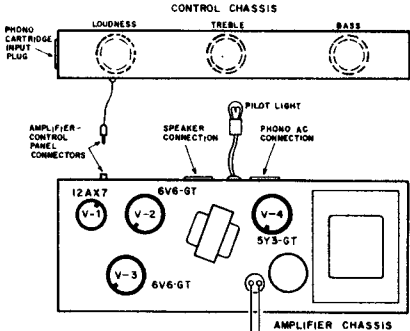 CONTROL CHASSIS
PHONO
CARTRIDGE
INPUT
PLUG
LOUDNESS
TREBLE
BASS
PILOT LIGHT
AMPLIFIER-
CONTROL
PANEL
CONNECTORS
SPEAKER
CONNECTION
PHONO AC
CONNECTION
12AX7
6V6-GT
V-1
V-2
V-4
5Y3-GT
V-3
6V6-GT
AMPLIFIER CHASSIS